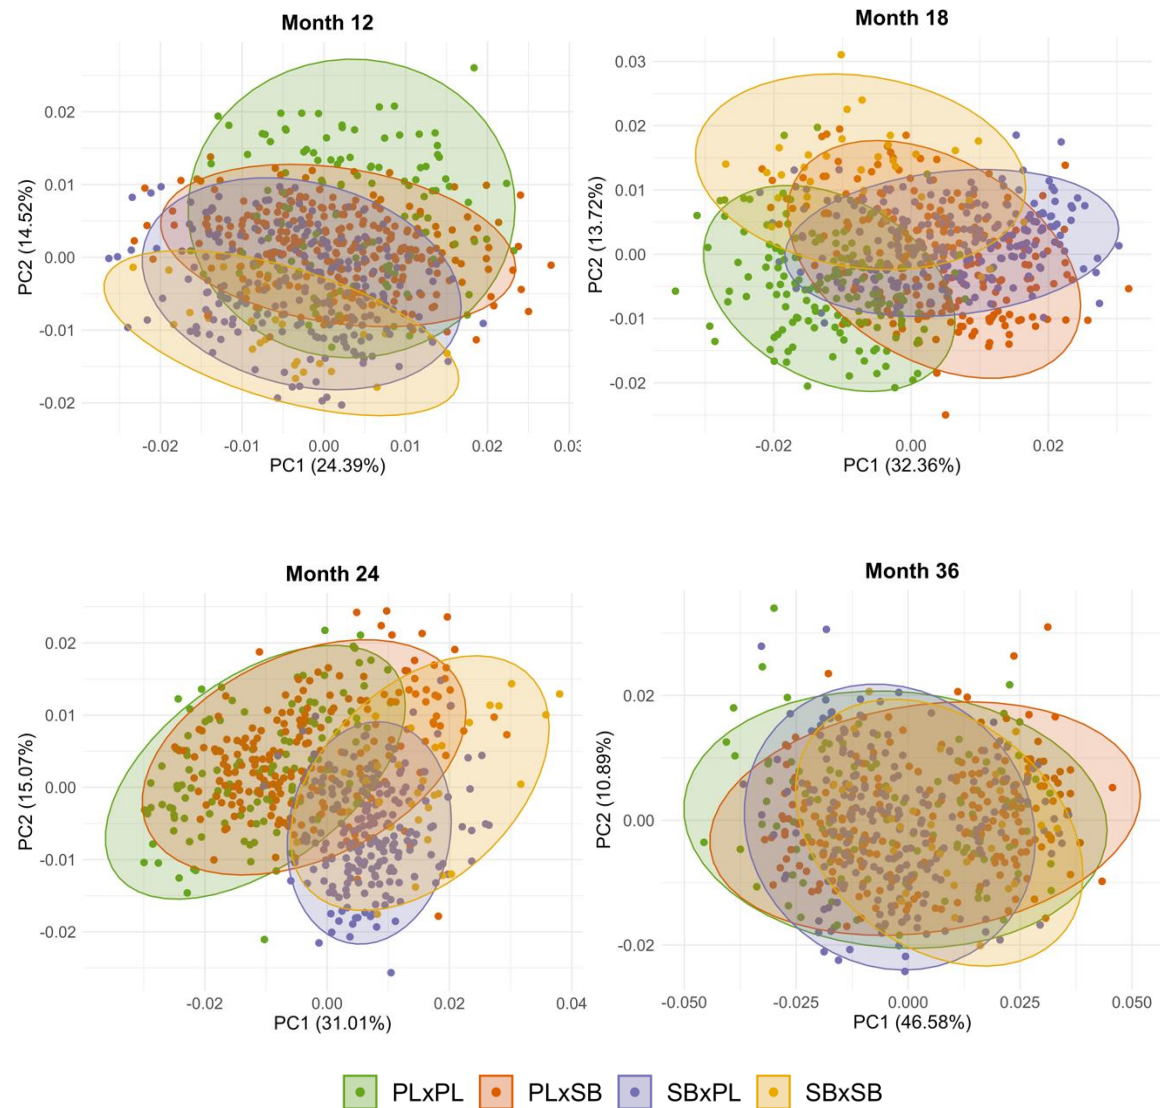 Month 12
0.02
0.01
0.00
-0.01
-0.02
PC2 (14.52%)
-0.02 -0.01 0.00 0.01 0.02
PC1 (24.39%)
Month 18
0.03
0.02
0.01
0.00
-0.01
-0.02
PC2 (13.72%)
-0.02 0.00 0.02
PC1 (32.36%)
Month 24
0.02
0.01
0.00
-0.01
-0.02
PC2 (15.07%)
-0.02 0.00 0.02 0.04
PC1 (31.01%)
Month 36
0.02
0.00
-0.02
PC2 (10.89%)
-0.050 -0.025 0.000 0.025 0.050
PC1 (46.58%)
PLxPL PLxSB SBxPL SBxSB